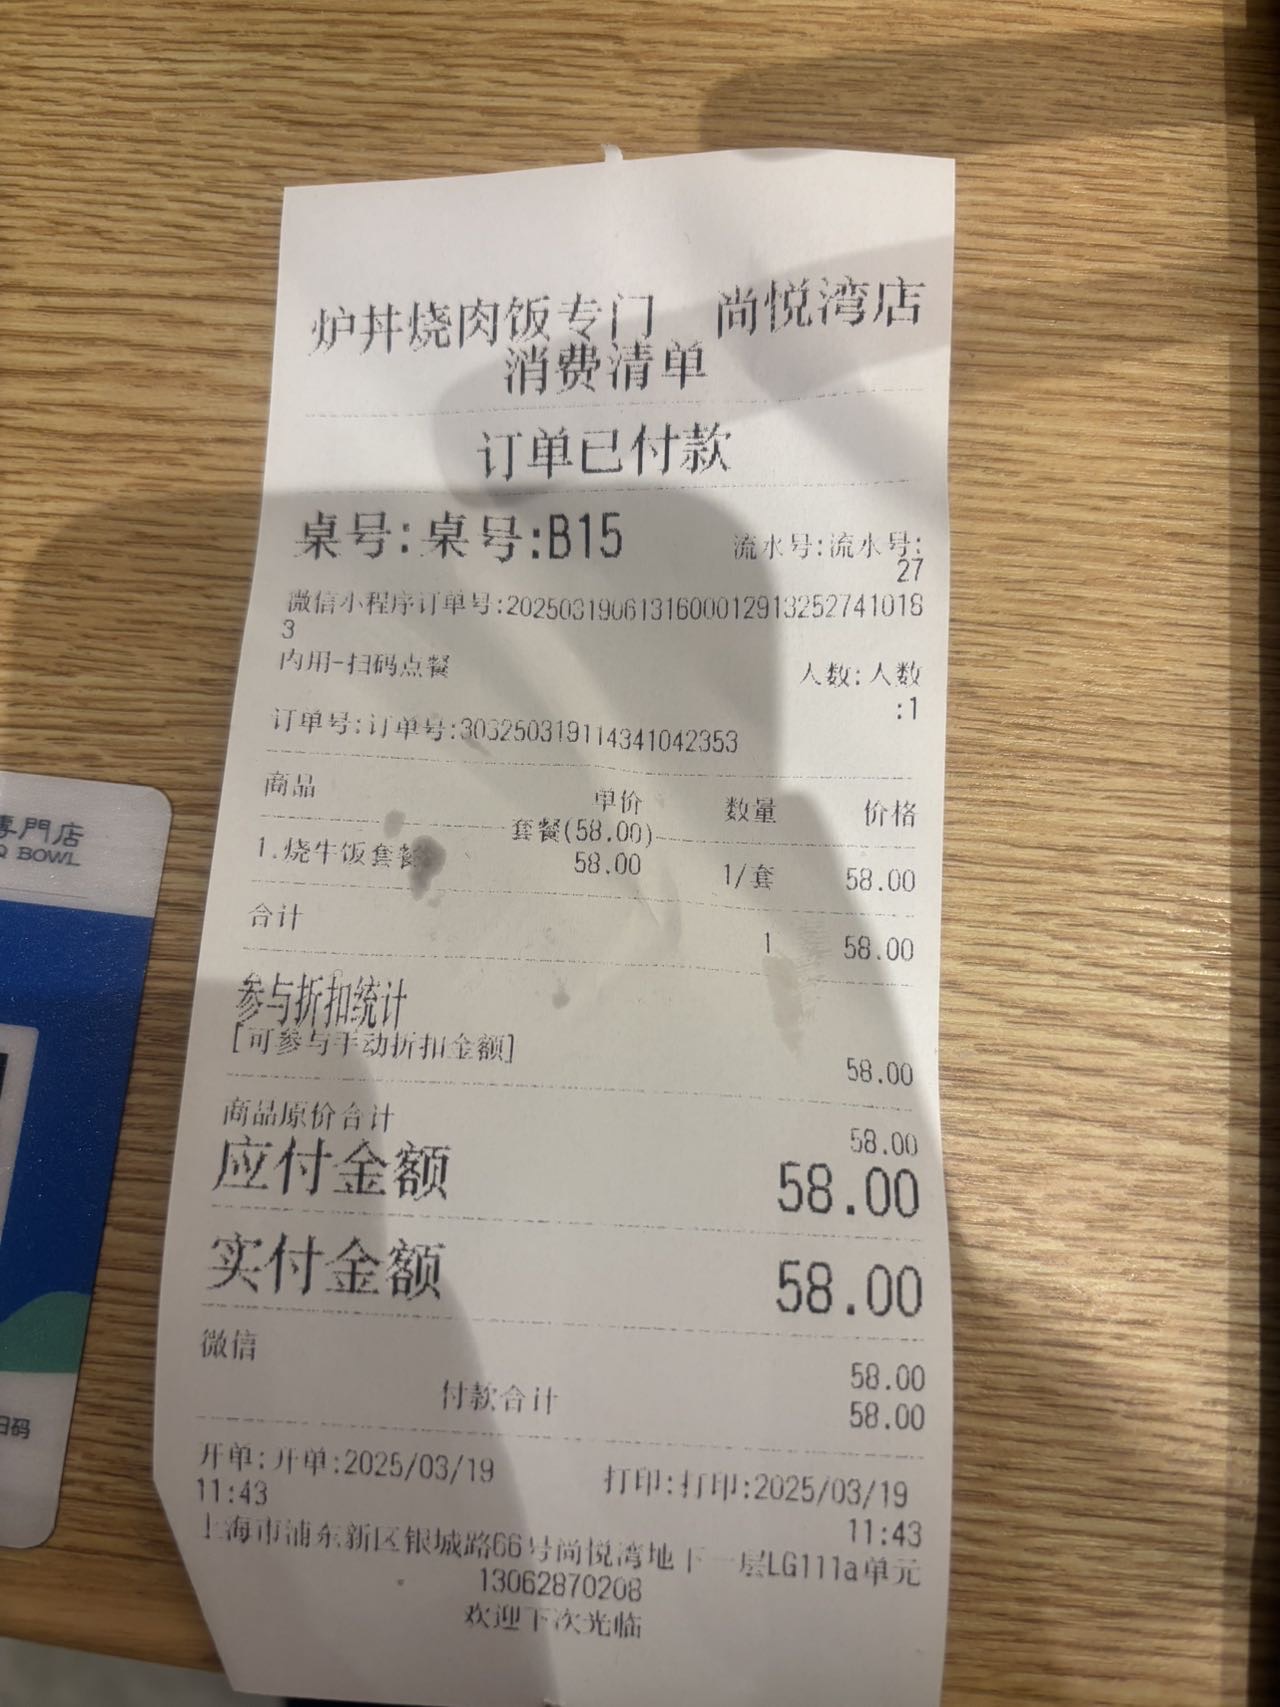 炉丼烧肉饭专门 尚悦湾店
消费清单
订单已付款
桌号:桌号:B15
流水号:流水号:
27
微信小程序订单号:2025031906131600012913252741018
3
内用-扫码点餐
人数:人数
:1
订单号:订单号:303250319114341042353
商品 单价 数量 价格
套餐(58.00)
1.烧牛饭套餐 58.00 1/套 58.00
合计 1 58.00
参与折扣统计
[可参与手动折扣金额]
58.00
商品原价合计 58.00
应付金额 58.00
实付金额 58.00
微信 58.00
付款合计 58.00
开单:开单:2025/03/19
11:43
打印:打印:2025/03/19
11:43
上海市浦东新区银城路66号尚悦湾地下一层LG111a单元
13062870208
欢迎下次光临
專門店
Q BOWL
扫码